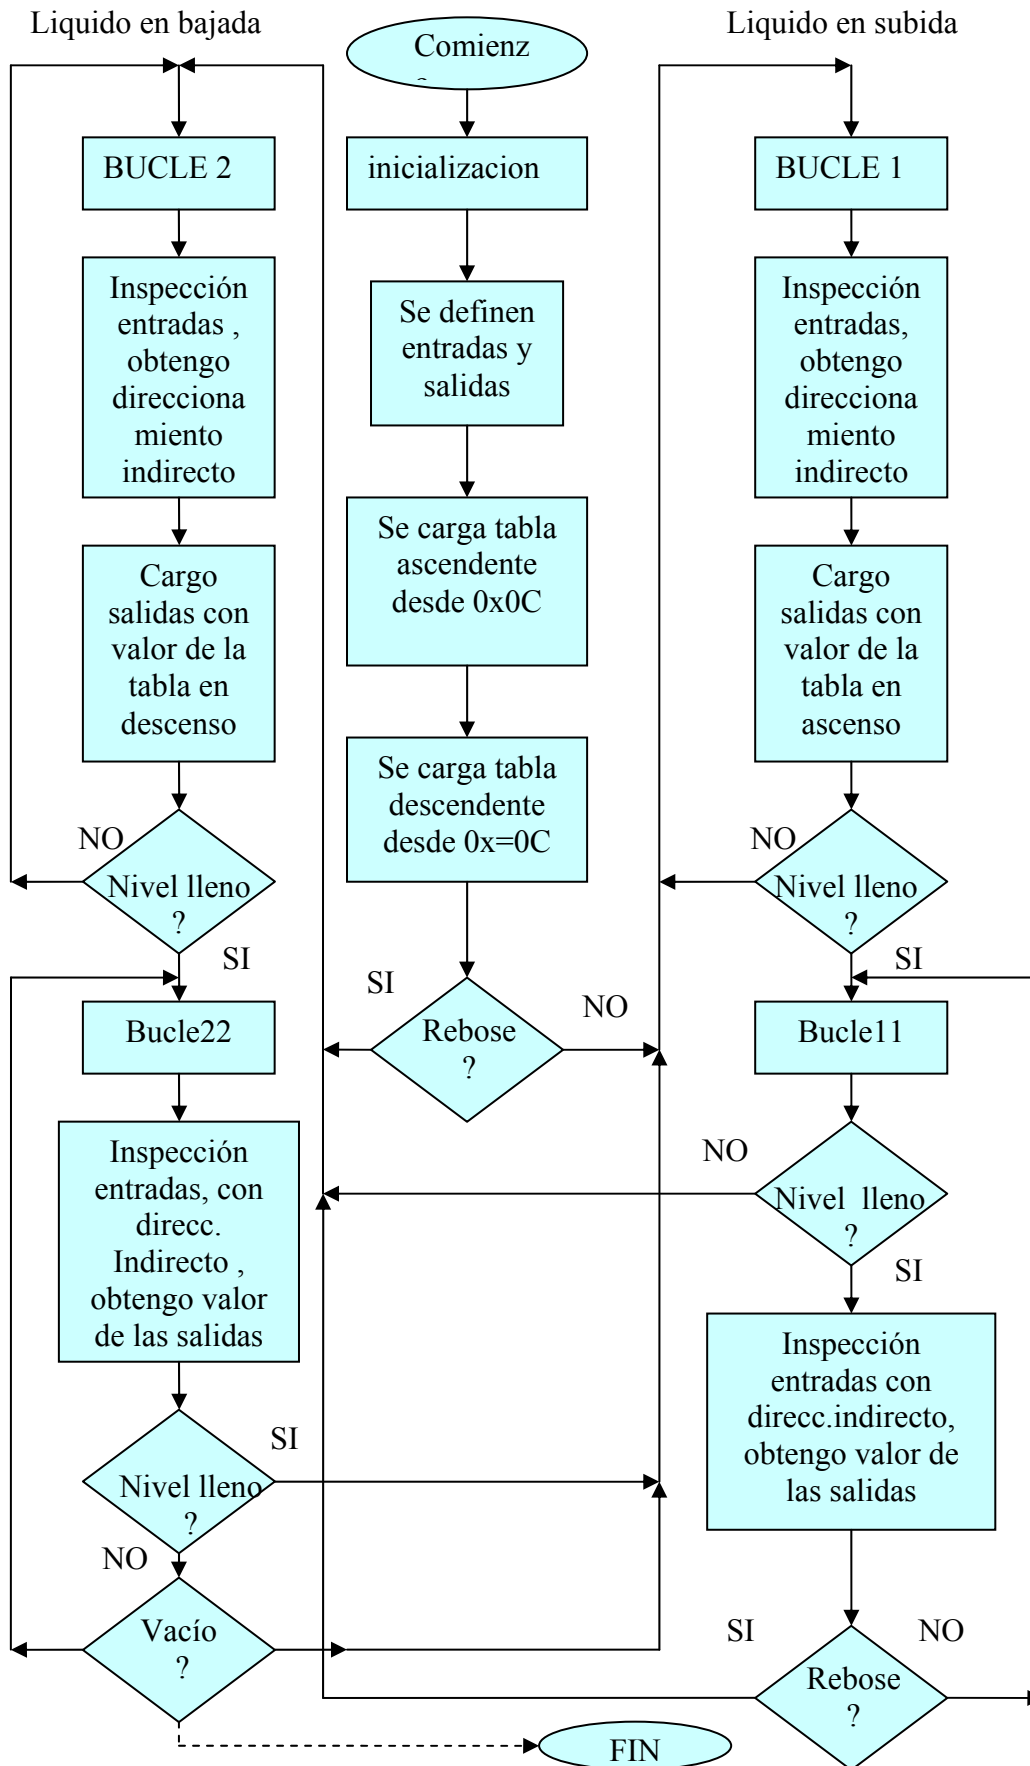 Liquido en bajada
Comienz
Liquido en subida
BUCLE 2
inicializacion
BUCLE 1
Inspección
entradas ,
obtengo
direcciona
miento
indirecto
Se definen
entradas y
salidas
Inspección
entradas,
obtengo
direcciona
miento
indirecto
Cargo
salidas con
valor de la
tabla en
descenso
Se carga tabla
ascendente
desde 0x0C
Cargo
salidas con
valor de la
tabla en
ascenso
Se carga tabla
descendente
desde 0x=0C
NO
Nivel lleno
?
SI
NO
Nivel lleno
?
SI
SI
Rebose
?
NO
Bucle22
Bucle11
Inspección
entradas, con
direcc.
Indirecto ,
obtengo valor
de las salidas
NO
Nivel lleno
?
SI
Inspección
entradas con
direcc.indirecto,
obtengo valor de
las salidas
SI
Nivel lleno
?
NO
Vacío
?
SI
NO
Rebose
?
FIN